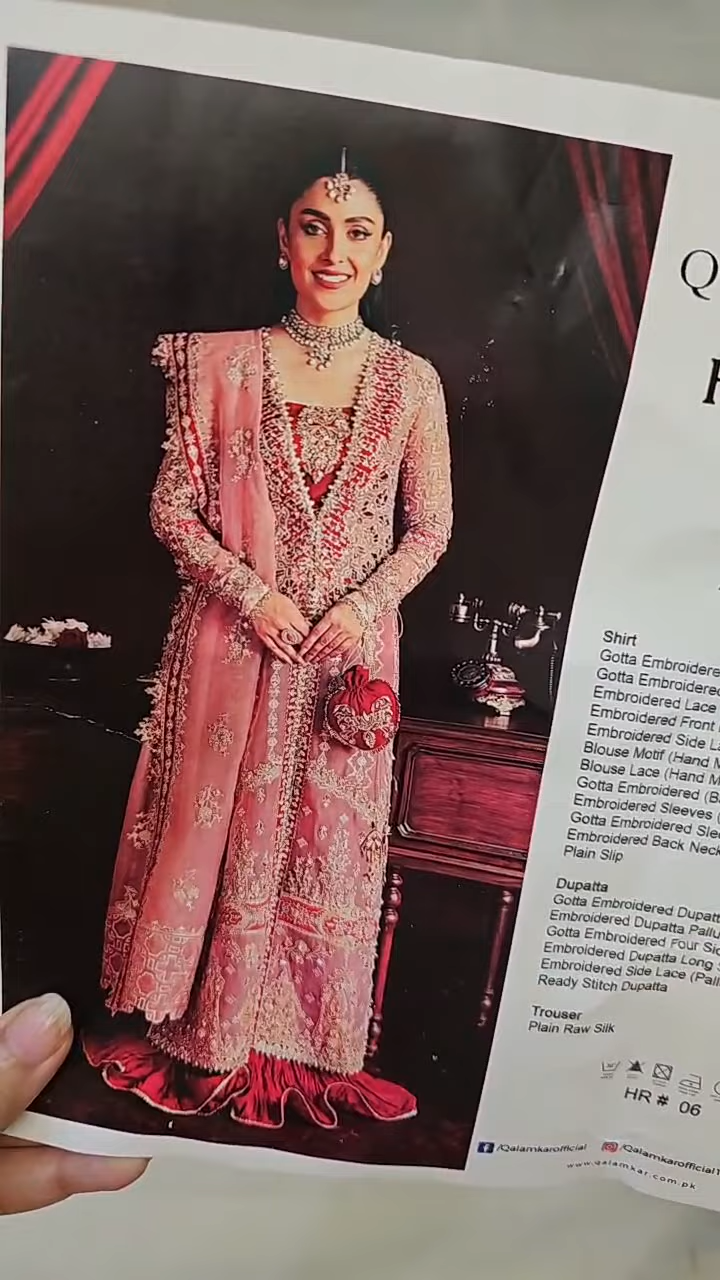 Q
Shirt
Gotta Embroidere
Gotta Embroidere
Embroidered Lace
Embroidered Front
Embroidered Side L
Blouse Motif (Hand M
Blouse Lace (Hand M
Gotta Embroidered (B
Embroidered Sleeves (
Gotta Embroidered Slee
Embroidered Back Neck
Plain Slip
Dupatta
Gotta Embroidered Dupatt
Embroidered Dupatta Pallu
Gotta Embroidered Four Sid
Embroidered Dupatta Long
Embroidered Side Lace (Pall
Ready Stitch Dupatta
Trouser
Plain Raw Silk
HR # 06
/Qalamkarofficial /Qalamkarofficial1
www.qalamkar.com.pk